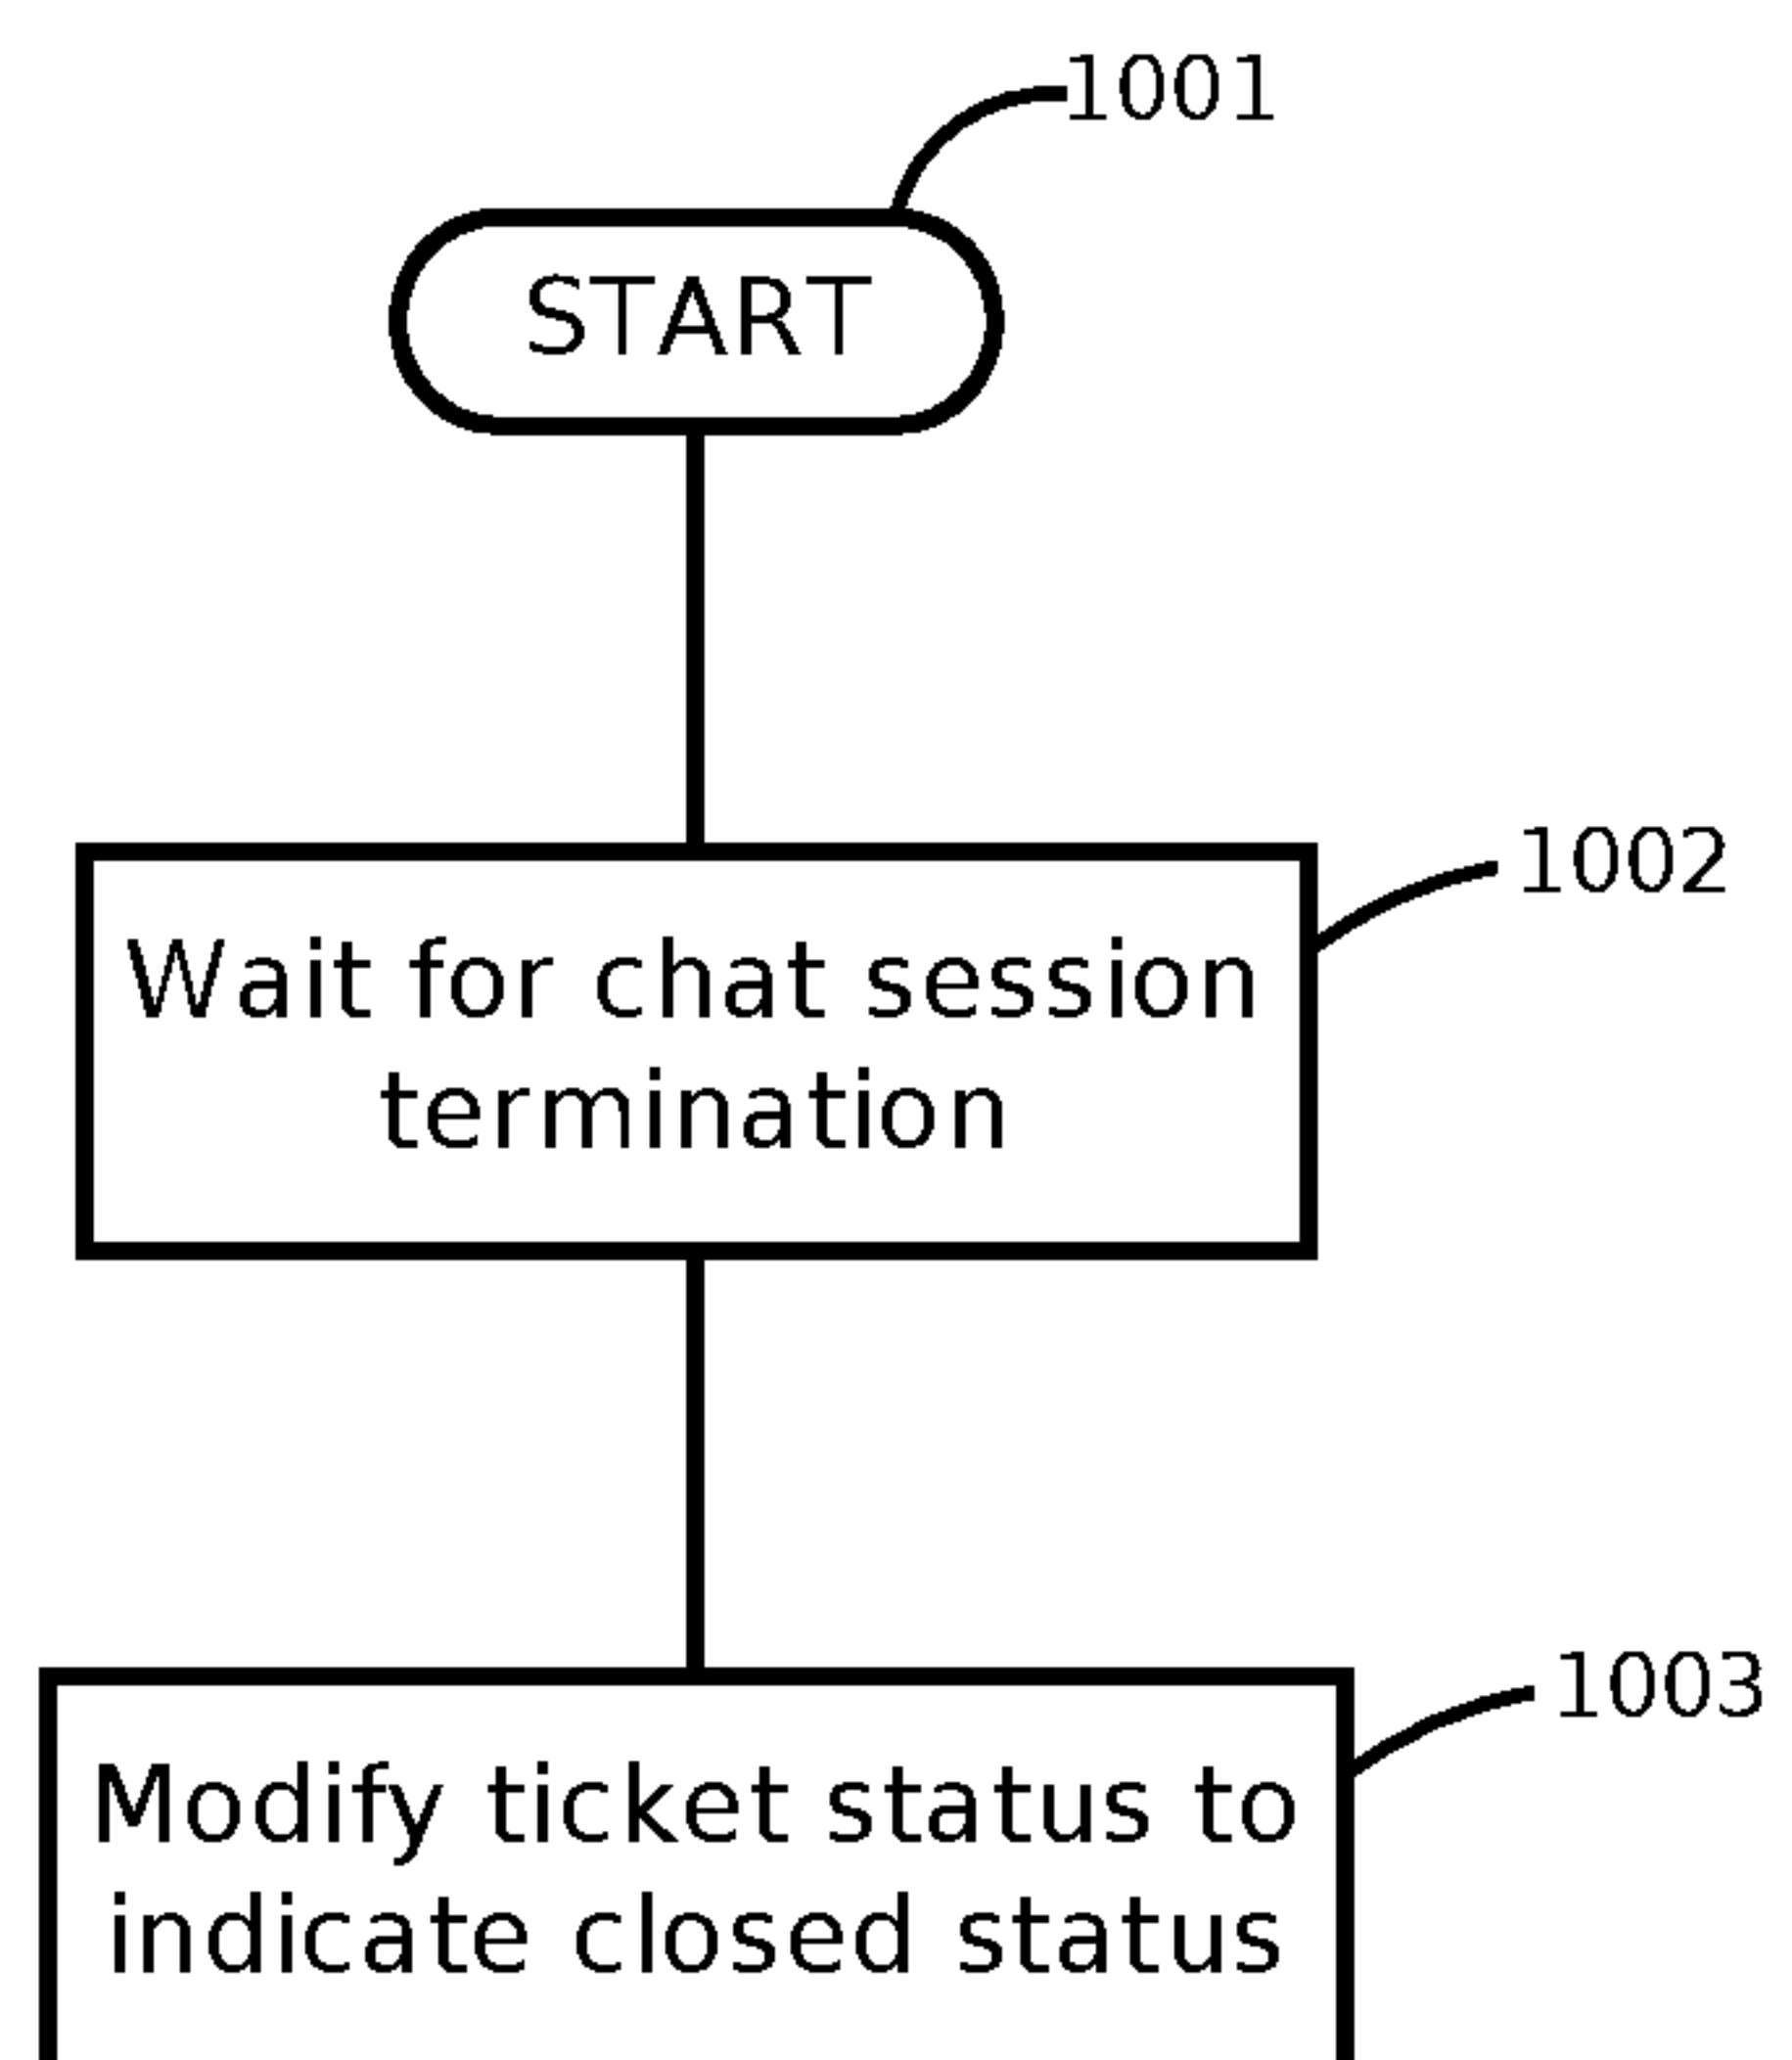 1001
START
1002
Wait for chat session
termination
1003
Modify ticket status to
indicate closed status